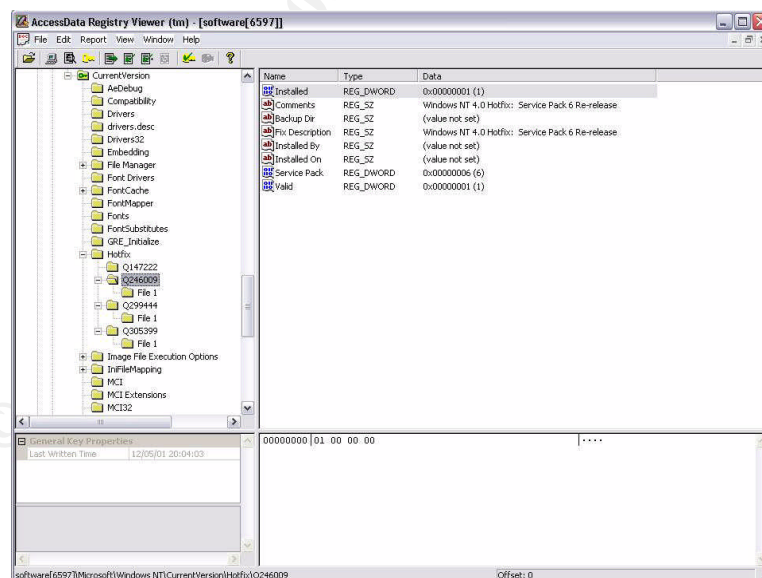 AccessData Registry Viewer (tm) - [software[6597]]
File Edit Report View Window Help
CurrentVersion
AeDebug
Compatibility
Drivers
drivers.desc
Drivers32
Embedding
File Manager
Font Drivers
FontCache
FontMapper
Fonts
FontSubstitutes
GRE_Initialize
Hotfix
Q147222
Q246009
File 1
Q299444
File 1
Q305399
File 1
Image File Execution Options
IniFileMapping
MCI
MCI Extensions
MCI32
Name Type Data
Installed REG_DWORD 0x00000001 (1)
Comments REG_SZ Windows NT 4.0 Hotfix: Service Pack 6 Re-release
Backup Dir REG_SZ (value not set)
Fix Description REG_SZ Windows NT 4.0 Hotfix: Service Pack 6 Re-release
Installed By REG_SZ (value not set)
Installed On REG_SZ (value not set)
Service Pack REG_DWORD 0x00000006 (6)
Valid REG_DWORD 0x00000001 (1)
General Key Properties
Last Written Time 12/05/01 20:04:03
00000000 01 00 00 00 ....
software[6597]\Microsoft\Windows NT\CurrentVersion\Hotfix\Q246009 Offset: 0